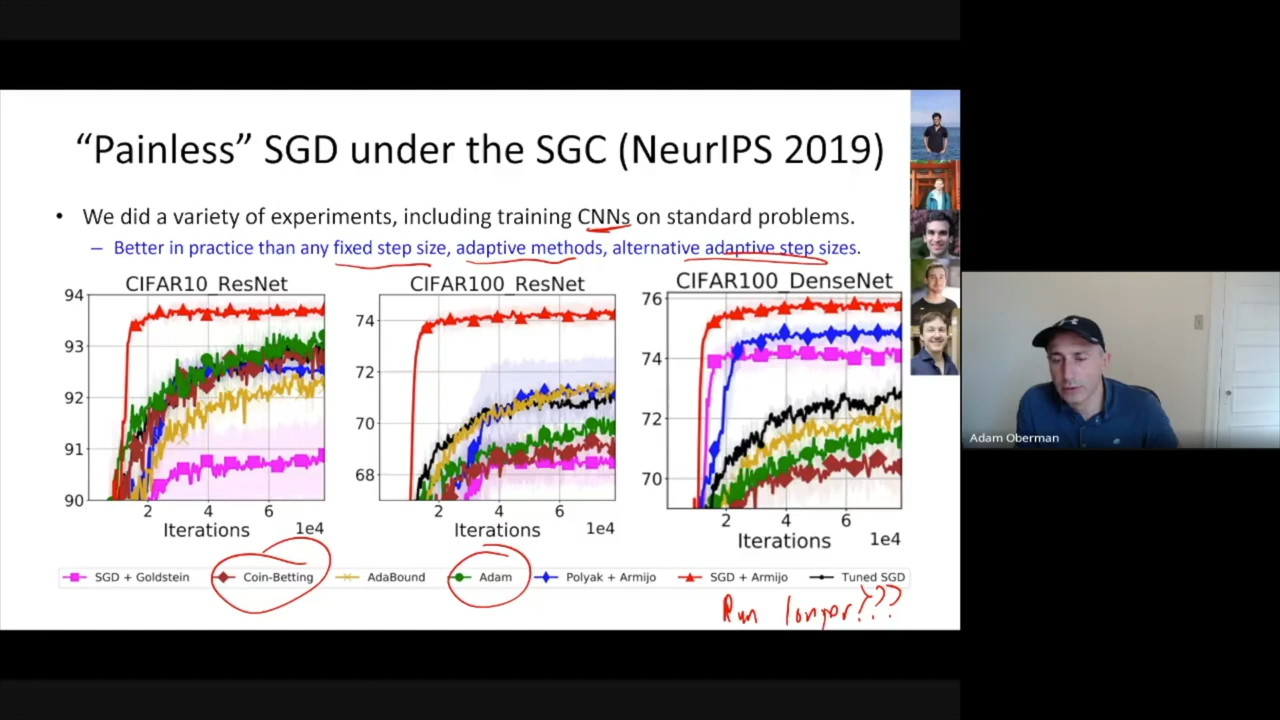 “Painless” SGD under the SGC (NeurIPS 2019)
• We did a variety of experiments, including training CNNs on standard problems.
– Better in practice than any fixed step size, adaptive methods, alternative adaptive step sizes.
CIFAR10_ResNet
94
93
92
91
90
2 4 6
Iterations 1e4
CIFAR100_ResNet
74
72
70
68
2 4 6
Iterations 1e4
CIFAR100_DenseNet
76
74
72
70
2 4 6
Iterations 1e4
SGD + Goldstein Coin-Betting AdaBound Adam Polyak + Armijo SGD + Armijo Tuned SGD
Run longer???
Adam Oberman